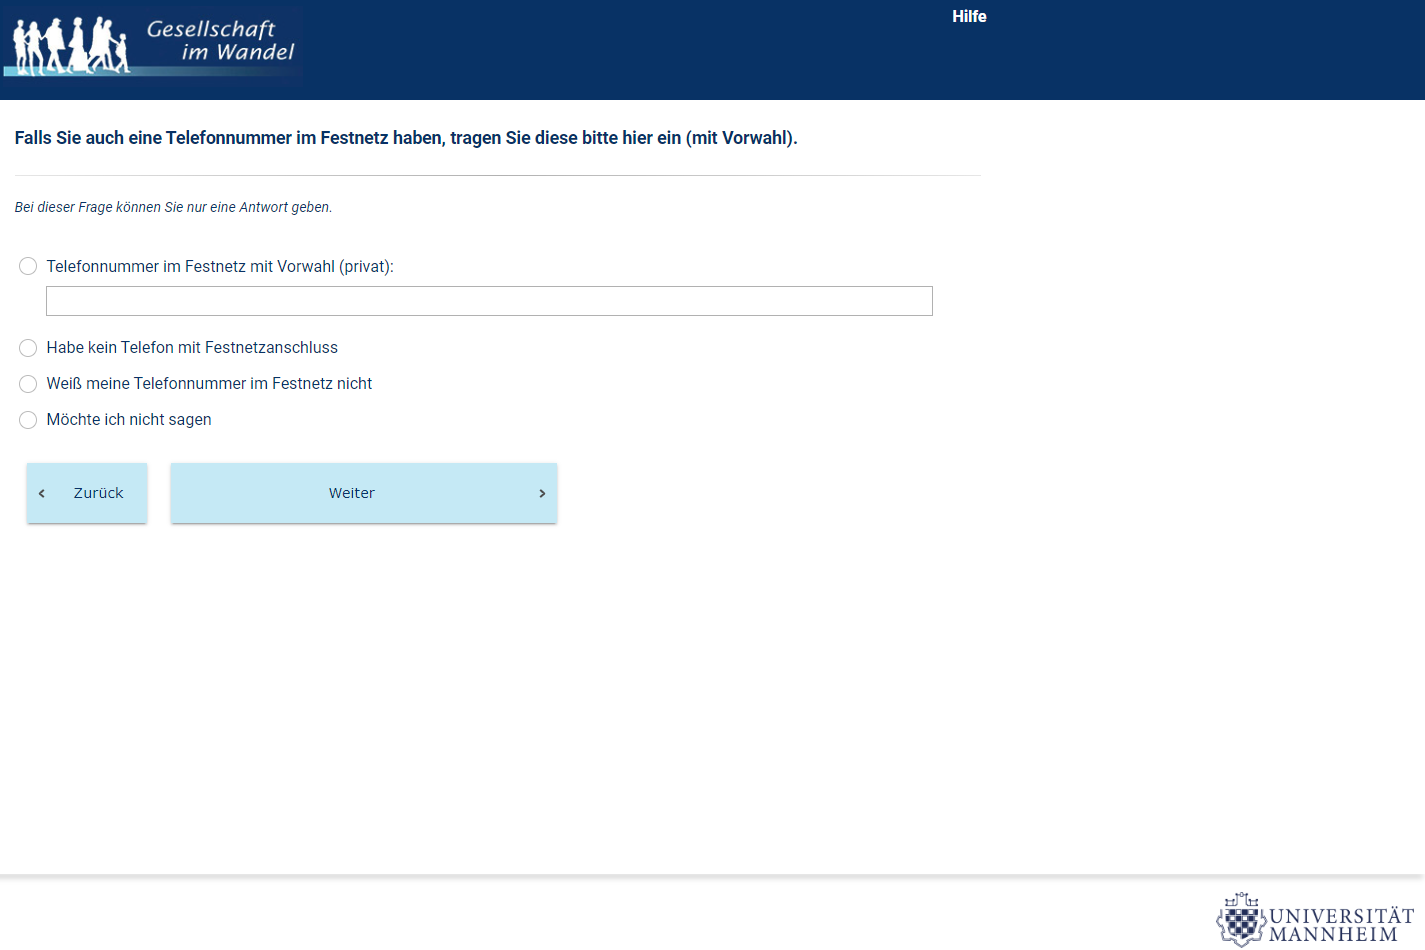 Gesellschaft
im Wandel
Hilfe
Falls Sie auch eine Telefonnummer im Festnetz haben, tragen Sie diese bitte hier ein (mit Vorwahl).
Bei dieser Frage können Sie nur eine Antwort geben.
Telefonnummer im Festnetz mit Vorwahl (privat):
Habe kein Telefon mit Festnetzanschluss
Weiß meine Telefonnummer im Festnetz nicht
Möchte ich nicht sagen
Zurück
Weiter
UNIVERSITÄT
MANNHEIM